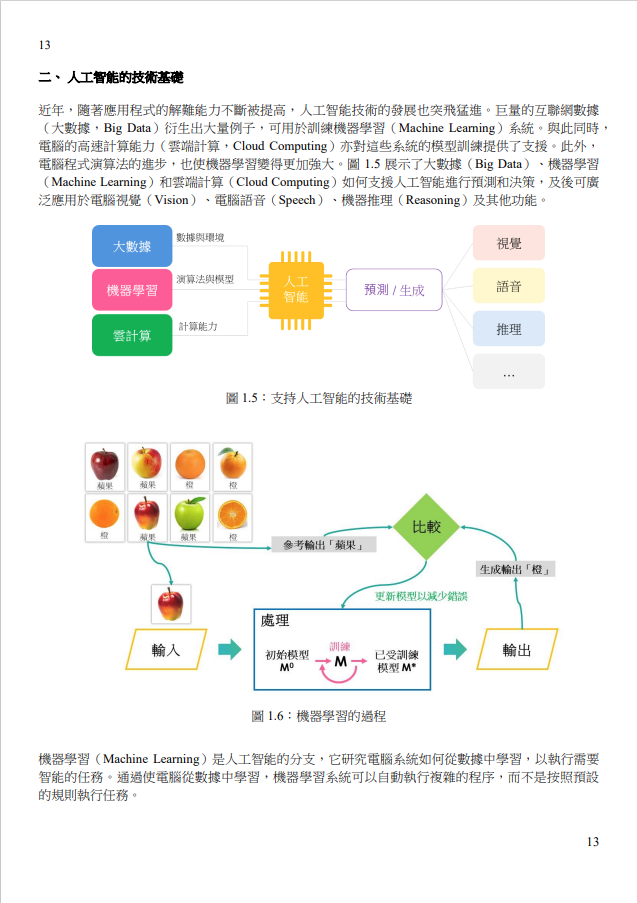 13
二、 人工智能的技術基礎
近年，隨著應用程式的解難能力不斷被提高，人工智能技術的發展也突飛猛進。巨量的互聯網數據
（大數據，Big Data）衍生出大量例子，可用於訓練機器學習（Machine Learning）系統。與此同時，
電腦的高速計算能力（雲端計算，Cloud Computing）亦對這些系統的模型訓練提供了支援。此外，
電腦程式演算法的進步，也使機器學習變得更加強大。圖 1.5 展示了大數據（Big Data）、機器學習
（Machine Learning）和雲端計算（Cloud Computing）如何支援人工智能進行預測和決策，及後可廣
泛應用於電腦視覺（Vision）、電腦語音（Speech）、機器推理（Reasoning）及其他功能。
大數據
數據與環境
機器學習
演算法與模型
雲計算
計算能力
人工
智能
預測 / 生成
視覺
語音
推理
…
圖 1.5：支持人工智能的技術基礎
蘋果
蘋果
橙
橙
橙
蘋果
蘋果
橙
參考輸出「蘋果」
比較
生成輸出「橙」
更新模型以減少錯誤
輸入
處理
初始模型
M⁰
訓練
M
已受訓練
模型 M*
輸出
圖 1.6：機器學習的過程
機器學習（Machine Learning）是人工智能的分支，它研究電腦系統如何從數據中學習，以執行需要
智能的任務。通過使電腦從數據中學習，機器學習系統可以自動執行複雜的程序，而不是按照預設
的規則執行任務。
13